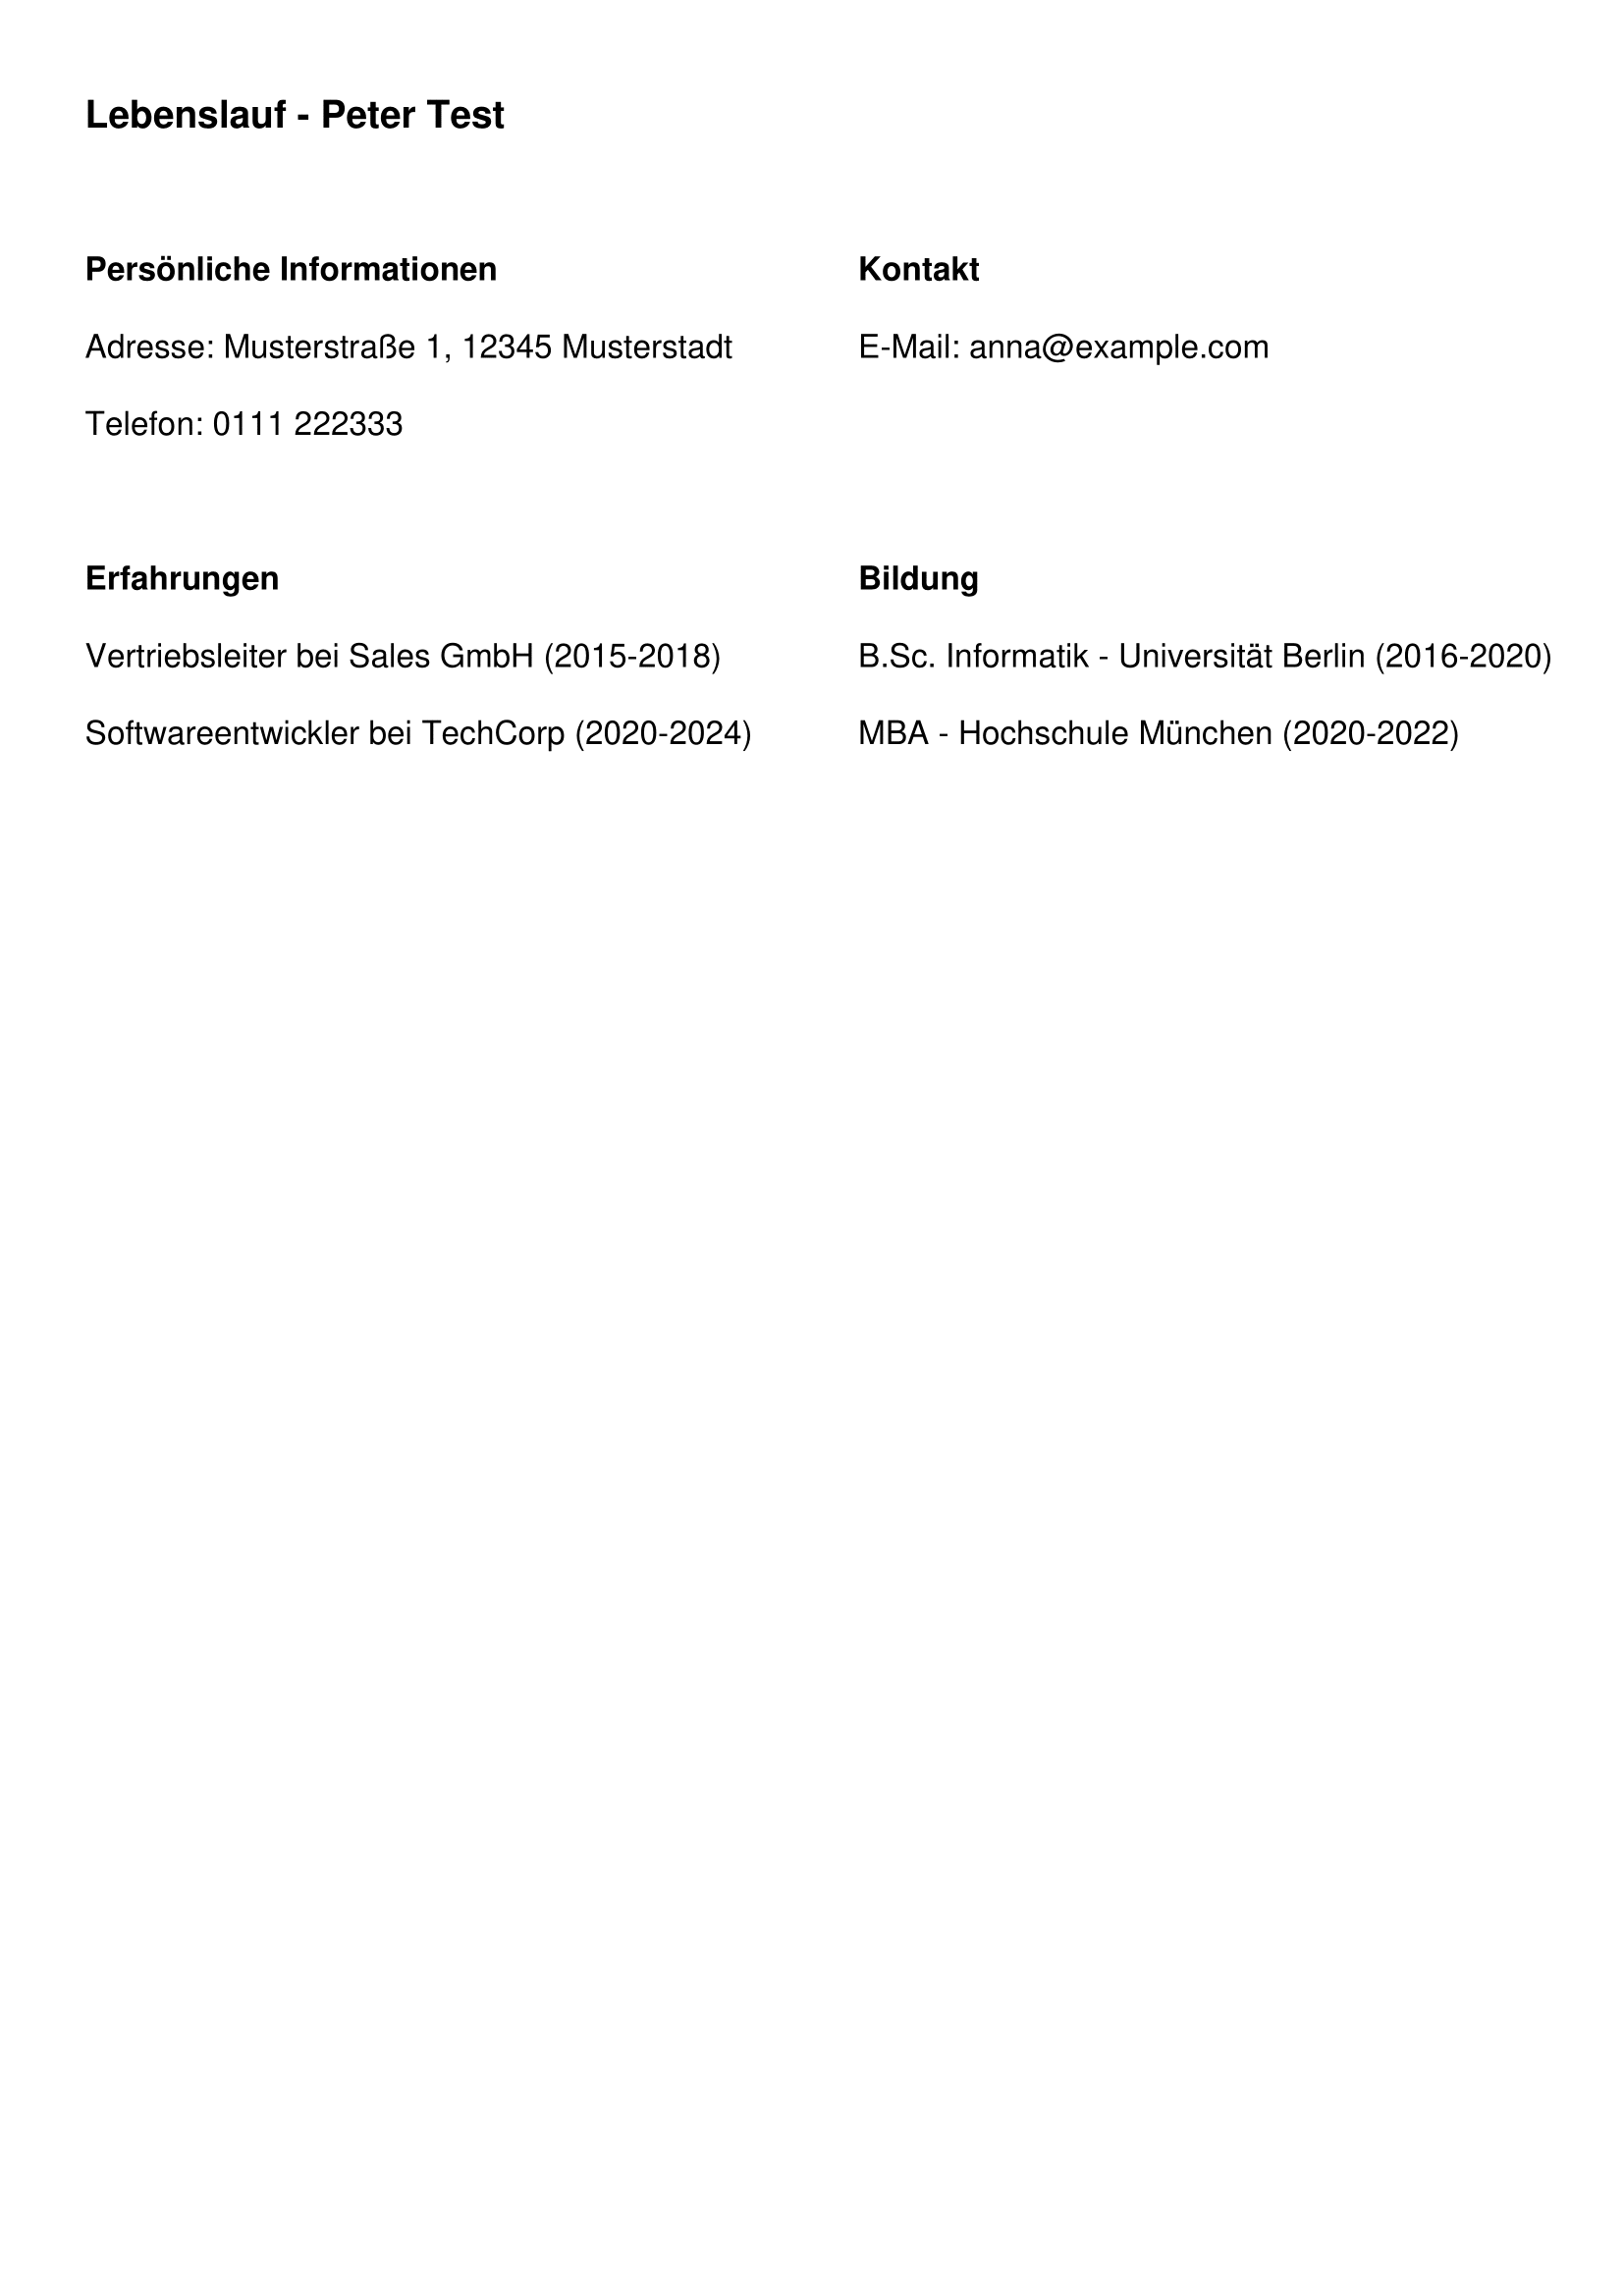 Lebenslauf - Peter Test
Persönliche Informationen
Adresse: Musterstraße 1, 12345 Musterstadt
Telefon: 0111 222333
Kontakt
E-Mail: anna@example.com
Erfahrungen
Vertriebsleiter bei Sales GmbH (2015-2018)
Softwareentwickler bei TechCorp (2020-2024)
Bildung
B.Sc. Informatik - Universität Berlin (2016-2020)
MBA - Hochschule München (2020-2022)